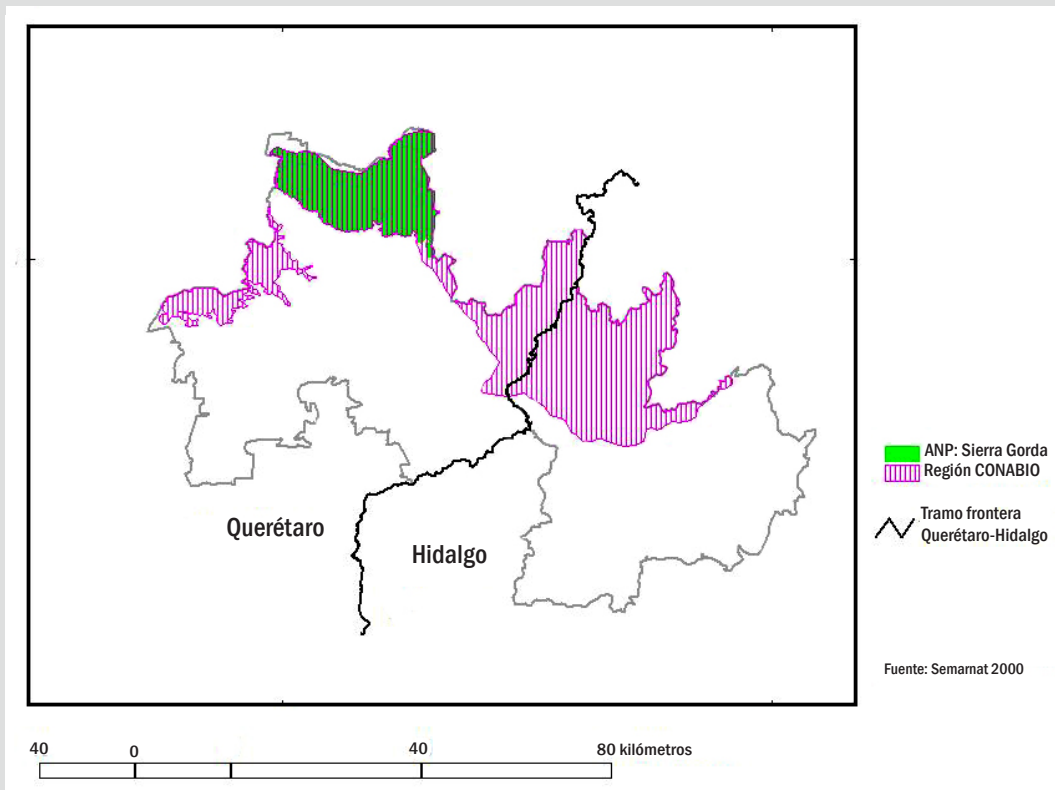 Querétaro
Hidalgo
ANP: Sierra Gorda
Región CONABIO
Tramo frontera
Querétaro-Hidalgo
Fuente: Semarnat 2000
40 0 40 80 kilómetros